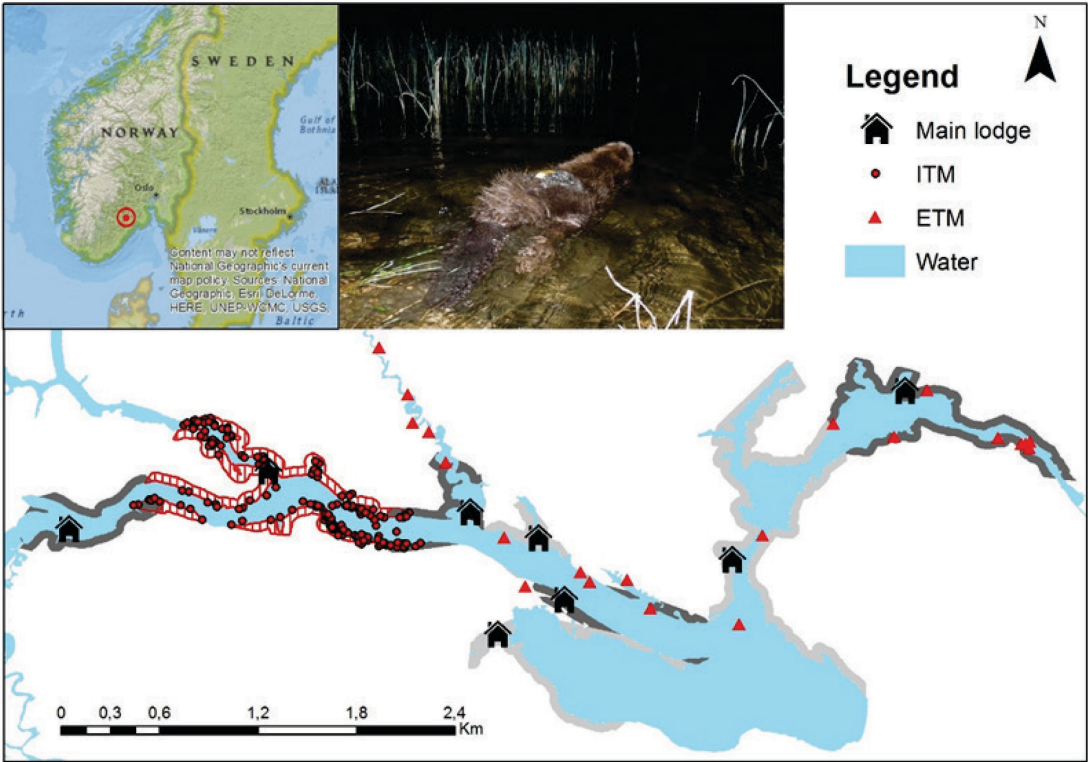 SWEDEN
Gulf of
Bothnia
NORWAY
Oslo
Stockholm
Vänern
Content may not reflect
National Geographic's current
map policy. Sources: National
Geographic, Esri, DeLorme,
HERE, UNEP-WCMC, USGS,
rth
Baltic
N
Legend
Main lodge
ITM
ETM
Water
0 0,3 0,6 1,2 1,8 2,4
Km